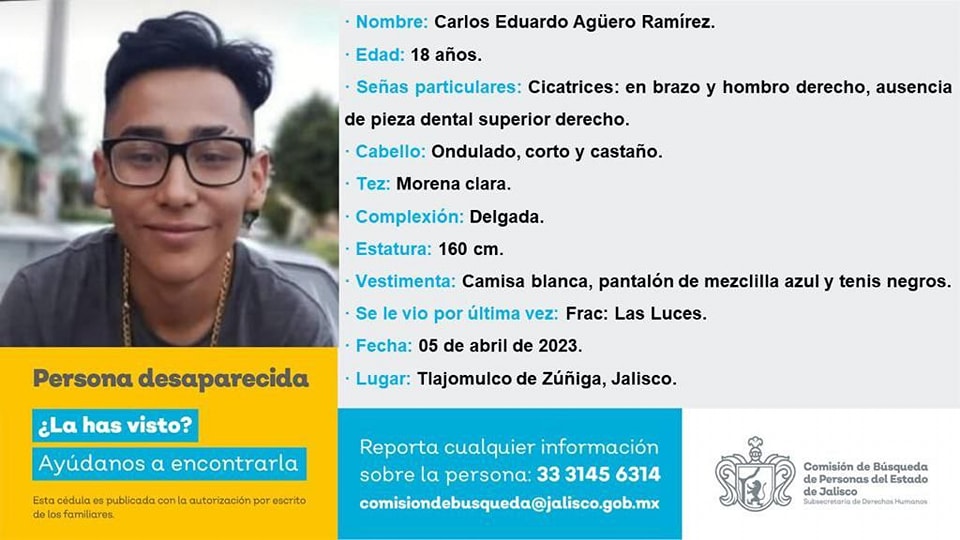 · Nombre: Carlos Eduardo Agüero Ramírez.
· Edad: 18 años.
· Señas particulares: Cicatrices: en brazo y hombro derecho, ausencia
de pieza dental superior derecho.
· Cabello: Ondulado, corto y castaño.
· Tez: Morena clara.
· Complexión: Delgada.
· Estatura: 160 cm.
· Vestimenta: Camisa blanca, pantalón de mezclilla azul y tenis negros.
· Se le vio por última vez: Frac: Las Luces.
· Fecha: 05 de abril de 2023.
· Lugar: Tlajomulco de Zúñiga, Jalisco.
Persona desaparecida
¿La has visto?
Ayúdanos a encontrarla
Esta cédula es publicada con la autorización por escrito
de los familiares.
Reporta cualquier información
sobre la persona: 33 3145 6314
comisiondebusqueda@jalisco.gob.mx
Comisión de Búsqueda
de Personas del Estado
de Jalisco
Subsecretaría de Derechos Humanos